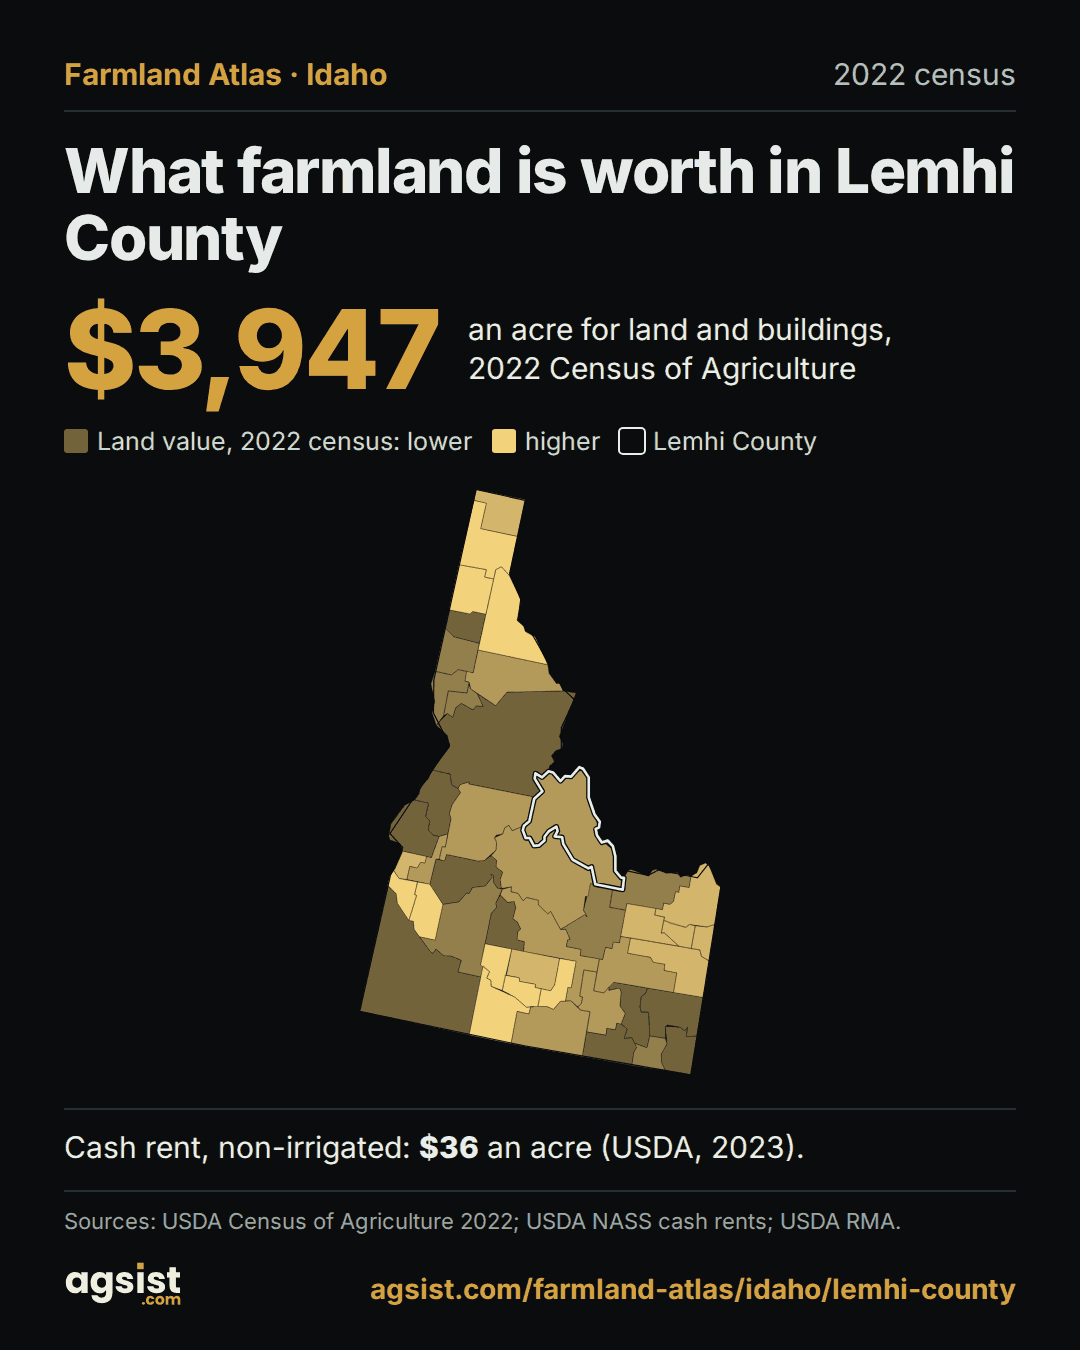 Farmland Atlas · Idaho
2022 census
What farmland is worth in Lemhi
County
$3,947
an acre for land and buildings,
2022 Census of Agriculture
Land value, 2022 census: lower
higher
Lemhi County
Cash rent, non-irrigated: $36 an acre (USDA, 2023).
Sources: USDA Census of Agriculture 2022; USDA NASS cash rents; USDA RMA.
agsist
.com
agsist.com/farmland-atlas/idaho/lemhi-county